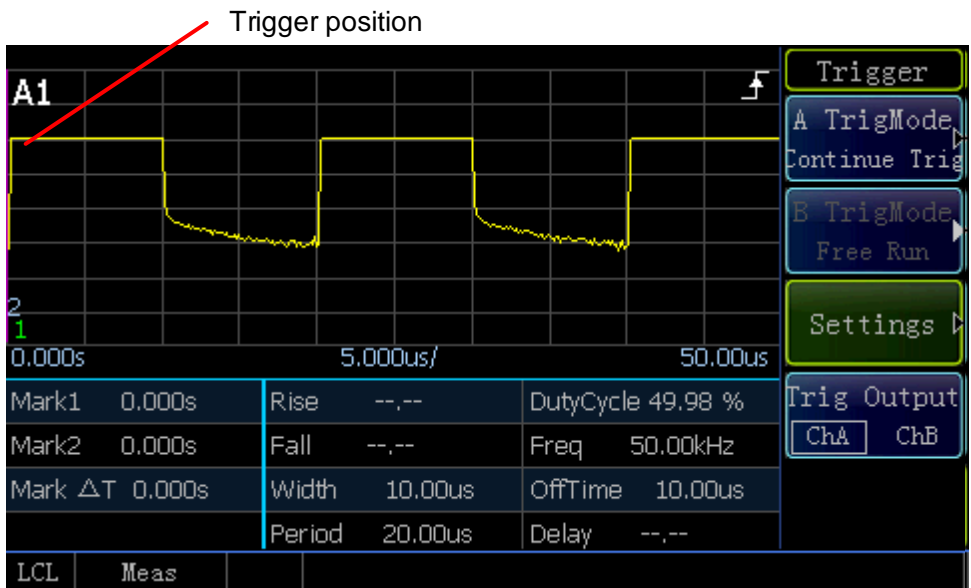 Trigger position
A1
2
1
0.000s 5.000us/ 50.00us
Mark1 0.000s Rise --.-- DutyCycle 49.98 %
Mark2 0.000s Fall --.-- Freq 50.00kHz
Mark △T 0.000s Width 10.00us OffTime 10.00us
Period 20.00us Delay --.--
LCL Meas
Trigger
A TrigMode
Continue Trig
B TrigMode
Free Run
Settings
Trig Output
ChA ChB